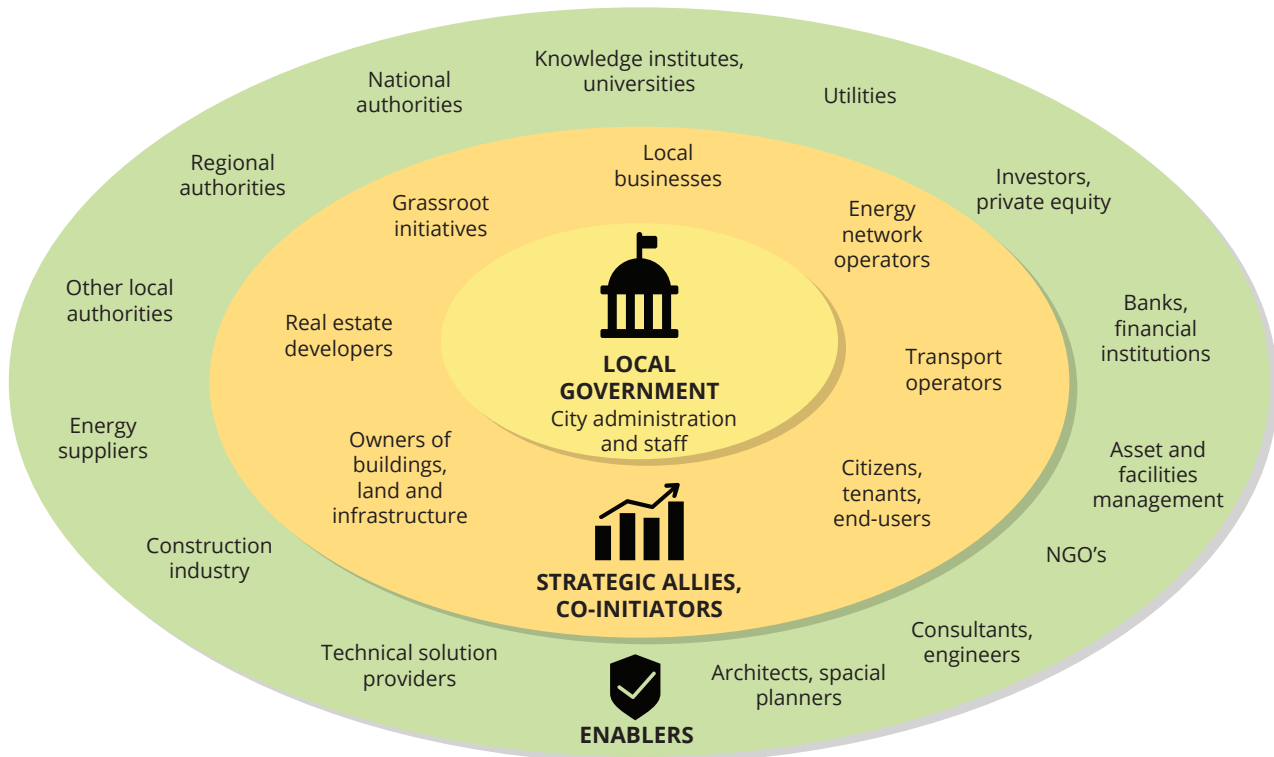 Knowledge institutes,
universities
National
authorities
Utilities
Regional
authorities
Investors,
private equity
Other local
authorities
Banks,
financial
institutions
Energy
suppliers
Asset and
facilities
management
Construction
industry
NGO's
Technical solution
providers
Consultants,
engineers
Architects, spacial
planners
ENABLERS
Local
businesses
Grassroot
initiatives
Energy
network
operators
Real estate
developers
Transport
operators
Owners of
buildings,
land and
infrastructure
Citizens,
tenants,
end-users
STRATEGIC ALLIES,
CO-INITIATORS
LOCAL
GOVERNMENT
City administration
and staff